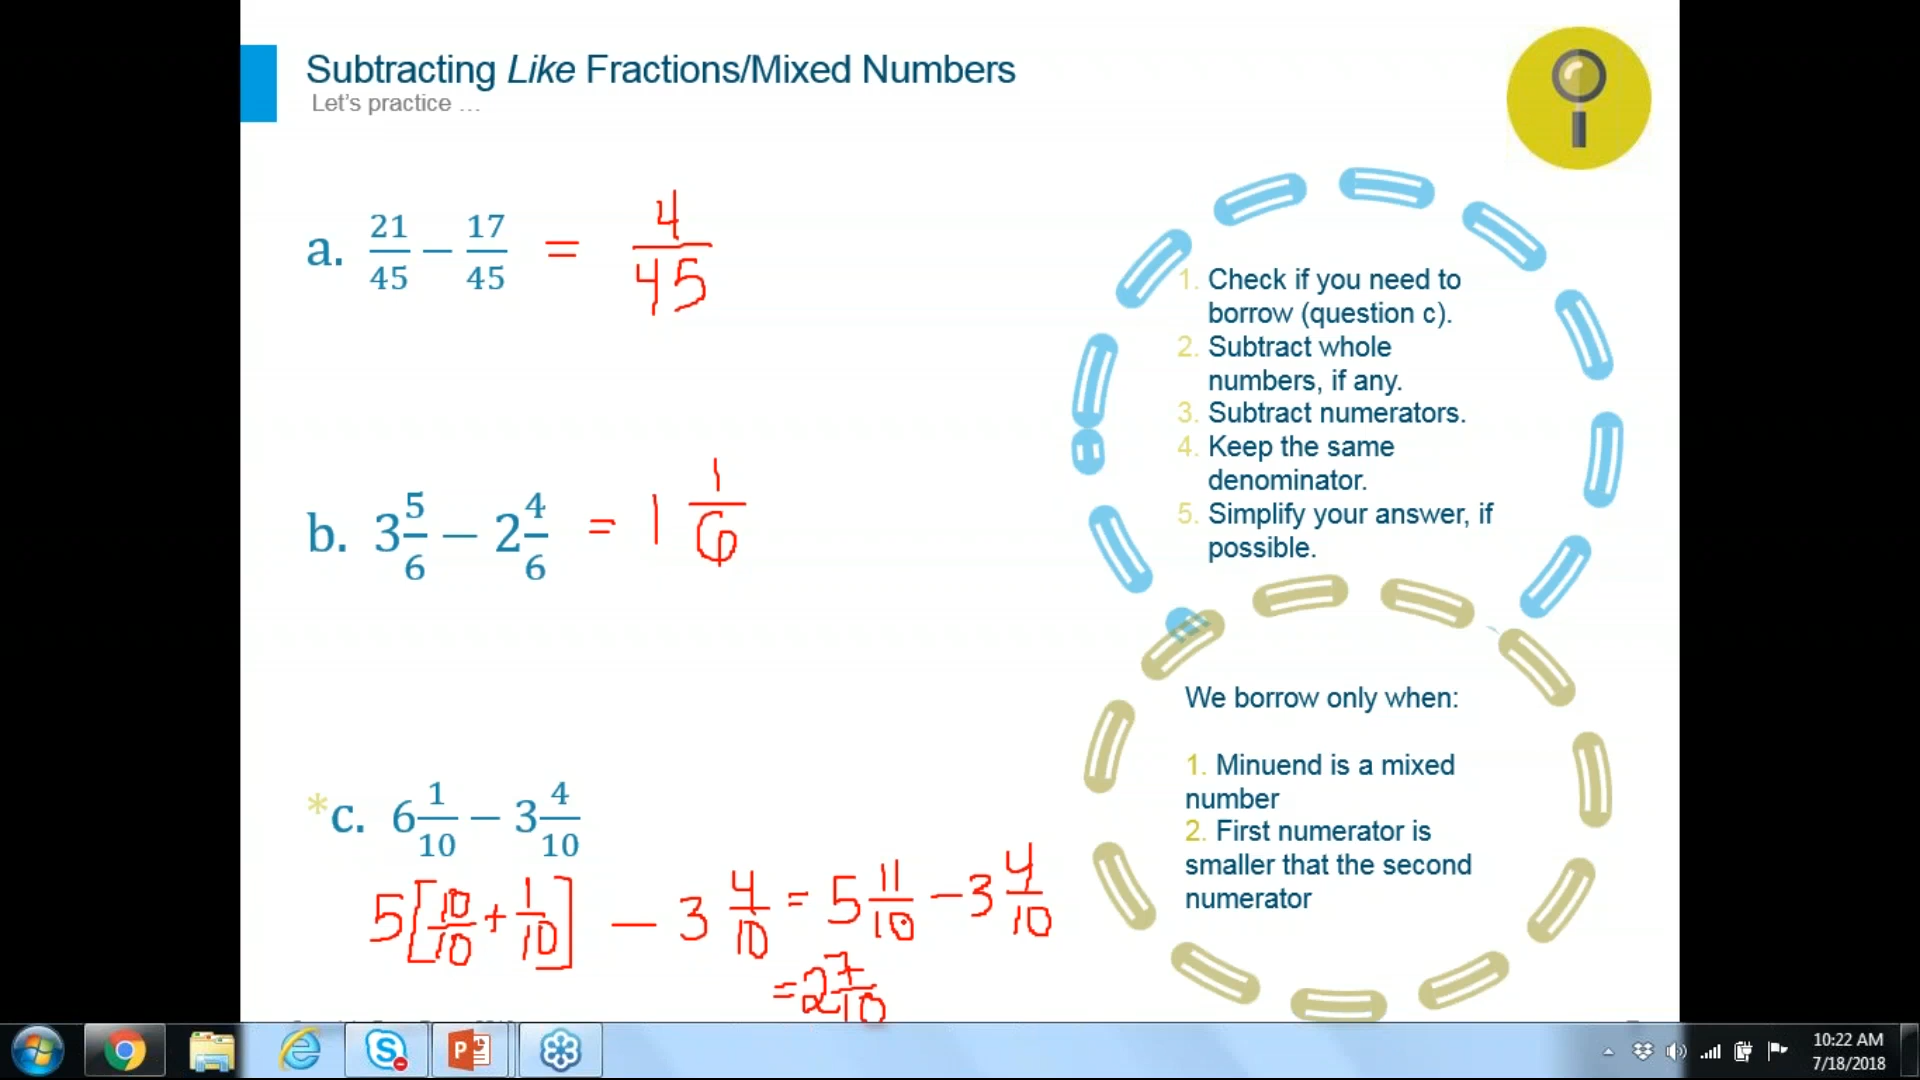 Subtracting Like Fractions/Mixed Numbers
Let's practice ...
a. 21/45 – 17/45 = 4/45
b. 3 5/6 – 2 4/6 = 1 1/6
*c. 6 1/10 – 3 4/10
5[10/10 + 1/10] – 3 4/10 = 5 11/10 – 3 4/10
= 2 7/10
1. Check if you need to
borrow (question c).
2. Subtract whole
numbers, if any.
3. Subtract numerators.
4. Keep the same
denominator.
5. Simplify your answer, if
possible.
We borrow only when:
1. Minuend is a mixed
number
2. First numerator is
smaller that the second
numerator
10:22 AM
7/18/2018